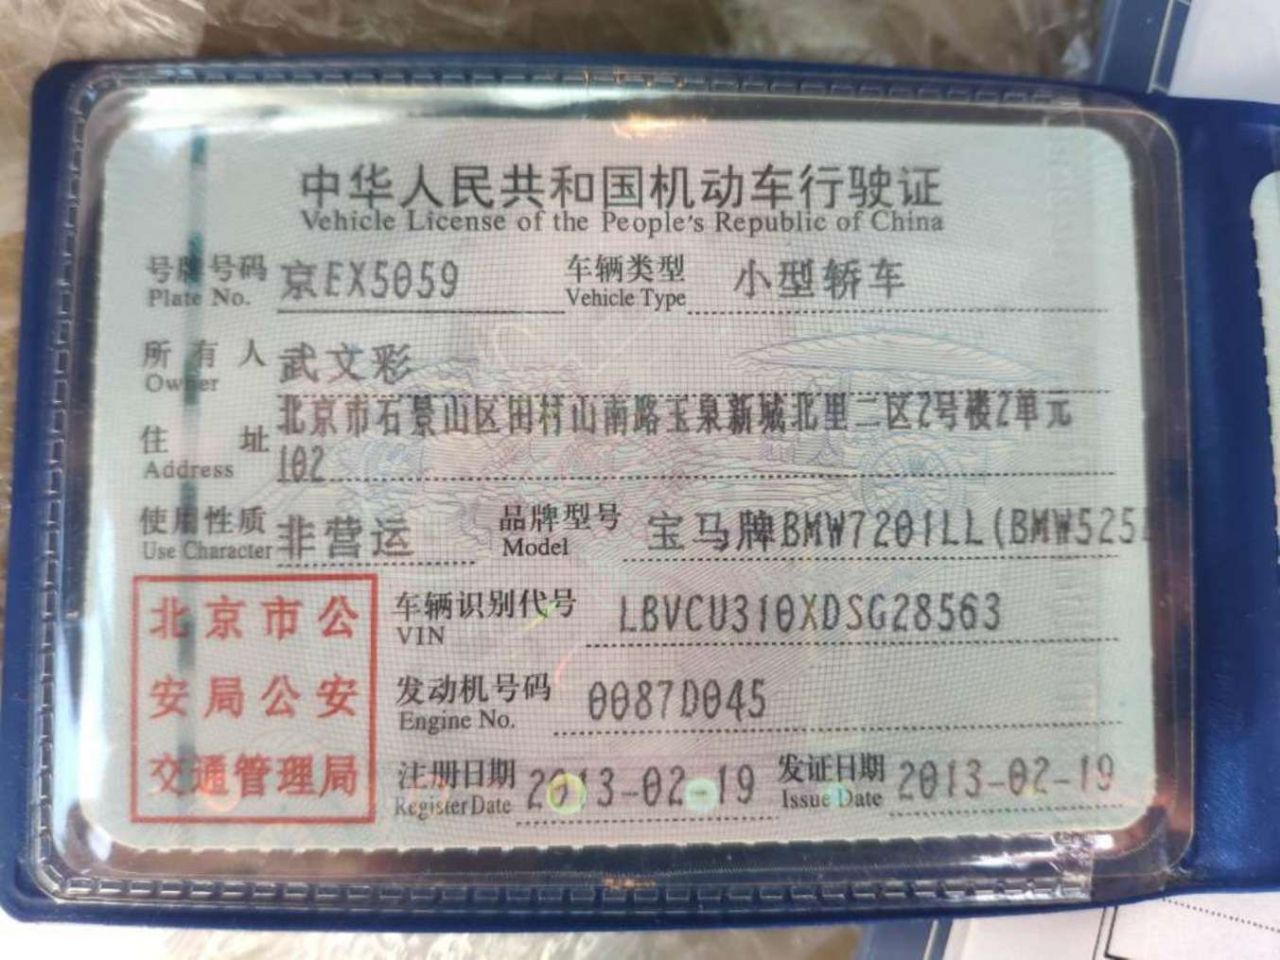 中华人民共和国机动车行驶证
Vehicle License of the People's Republic of China
号牌号码 京EX5059 车辆类型 小型轿车
Plate No. Vehicle Type
所有人 武文彩
Owner
北京市石景山区田村山南路玉泉新城北里二区2号楼2单元
住址
Address 102
使用性质 非营运 品牌型号 宝马牌BMW7201LL(BMW525
Use Character Model
北京市公
安局公安
交通管理局
车辆识别代号 LBVCU310XDSG28563
VIN
发动机号码 0087D045
Engine No.
注册日期 2013-02-19 发证日期 2013-02-19
Register Date Issue Date